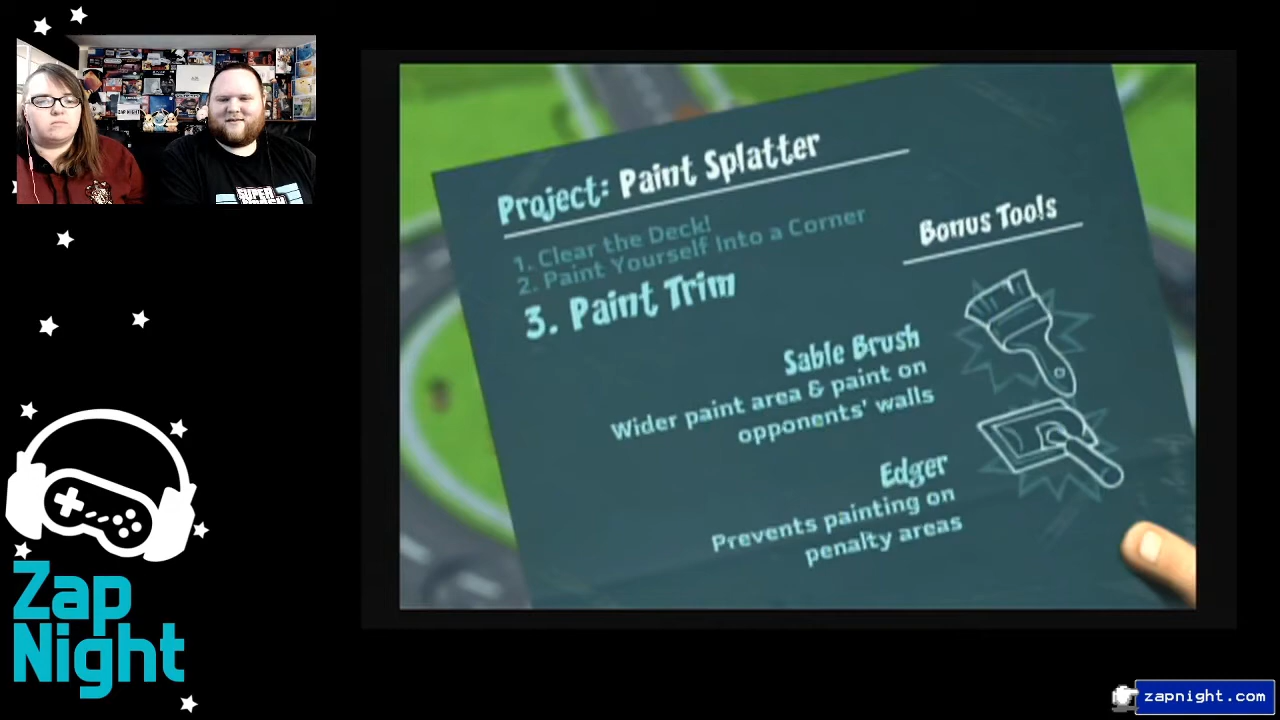 Project: Paint Splatter
1. Clear the Deck!
2. Paint Yourself Into a Corner
3. Paint Trim
Bonus Tools
Sable Brush
Wider paint area & paint on
opponents' walls
Edger
Prevents painting on
penalty areas
Zap
Night
zapnight.com